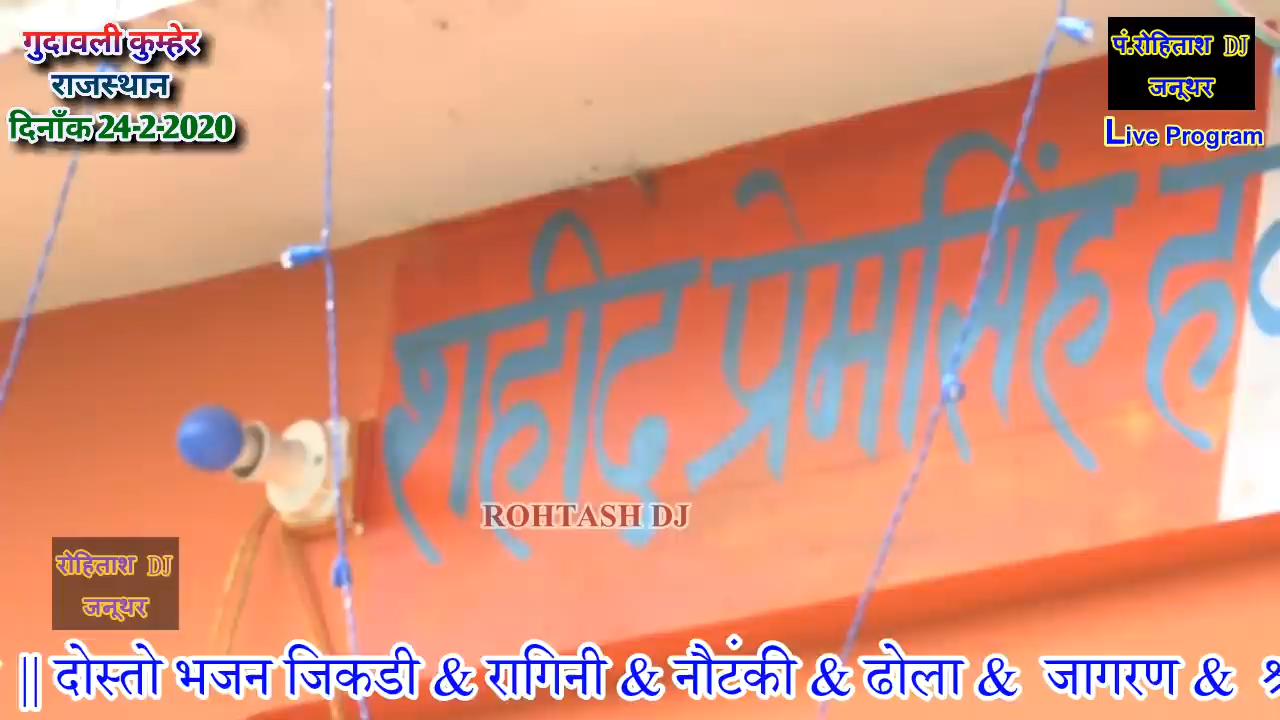 गुदावली कुम्हेर
राजस्थान
दिनाँक 24-2-2020
पं.रोहिताश DJ
जनूथर
Live Program
शहीद प्रेमसिंह
ROHTASH DJ
रोहिताश DJ
जनूथर
|| दोस्तो भजन जिकडी & रागिनी & नौटंकी & ढोला & जागरण &